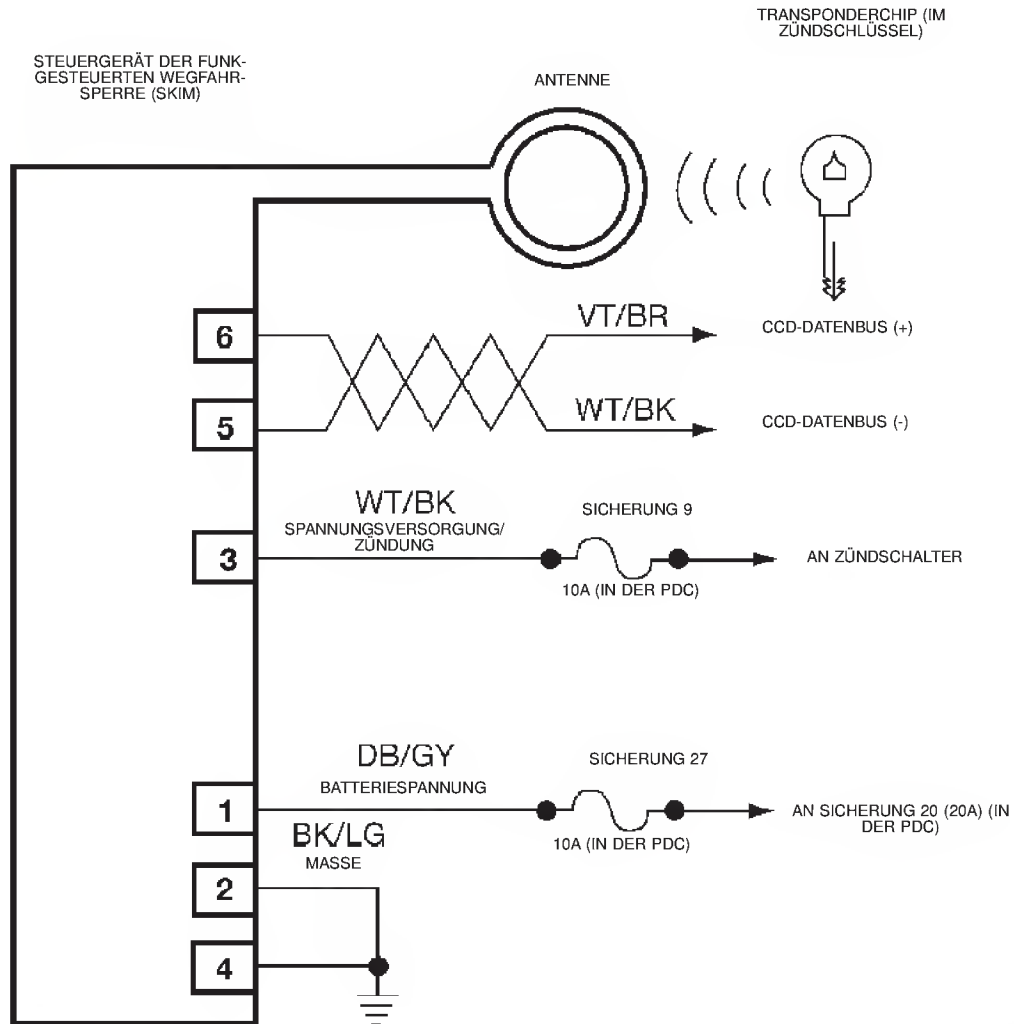 TRANSPONDERCHIP (IM
ZÜNDSCHLÜSSEL)
STEUERGERÄT DER FUNK-
GESTEUERTEN WEGFAHR-
SPERRE (SKIM)
ANTENNE
6
VT/BR
CCD-DATENBUS (+)
5
WT/BK
CCD-DATENBUS (-)
WT/BK
SPANNUNGSVERSORGUNG/
ZÜNDUNG
SICHERUNG 9
3
AN ZÜNDSCHALTER
10A (IN DER PDC)
DB/GY
BATTERIESPANNUNG
SICHERUNG 27
1
AN SICHERUNG 20 (20A) (IN
DER PDC)
10A (IN DER PDC)
BK/LG
MASSE
2
4